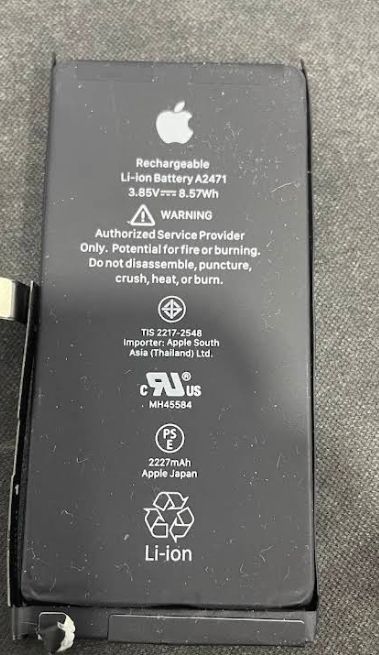 Rechargeable
Li-ion Battery A2471
3.85V⎓8.57Wh
WARNING
Authorized Service Provider
Only. Potential for fire or burning.
Do not disassemble, puncture,
crush, heat, or burn.
TIS 2217-2548
Importer: Apple South
Asia (Thailand) Ltd.
c RU® US
MH45584
PS
E
2227mAh
Apple Japan
Li-ion